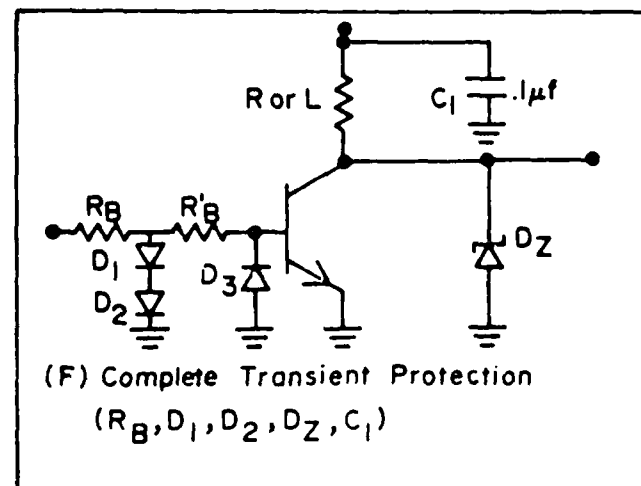 R or L
C1
.1μf
RB
R'B
D1
D2
D3
DZ
(F) Complete Transient Protection
(RB, D1, D2, DZ, C1)